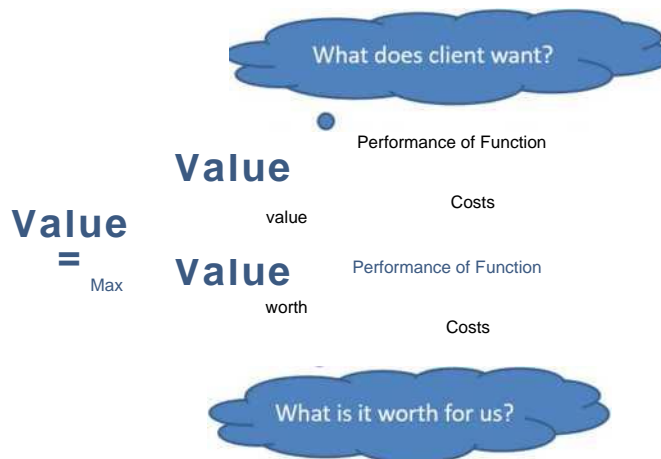 What does client want?
Performance of Function
Value
Costs
value
Value
=
Max
Value
Performance of Function
worth
Costs
What is it worth for us?